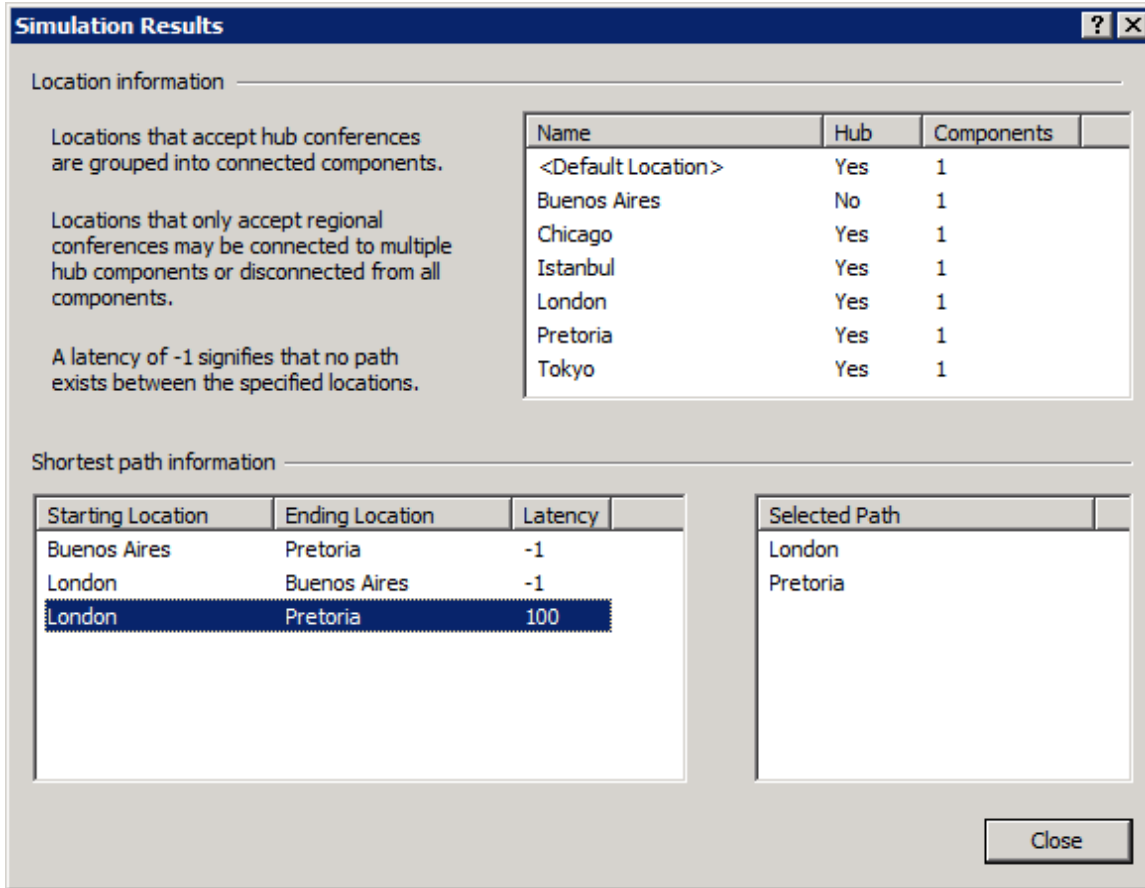 Simulation Results
Location information
Locations that accept hub conferences
are grouped into connected components.
Locations that only accept regional
conferences may be connected to multiple
hub components or disconnected from all
components.
A latency of -1 signifies that no path
exists between the specified locations.
Name Hub Components
<Default Location> Yes 1
Buenos Aires No 1
Chicago Yes 1
Istanbul Yes 1
London Yes 1
Pretoria Yes 1
Tokyo Yes 1
Shortest path information
Starting Location Ending Location Latency
Buenos Aires Pretoria -1
London Buenos Aires -1
London Pretoria 100
Selected Path
London
Pretoria
Close